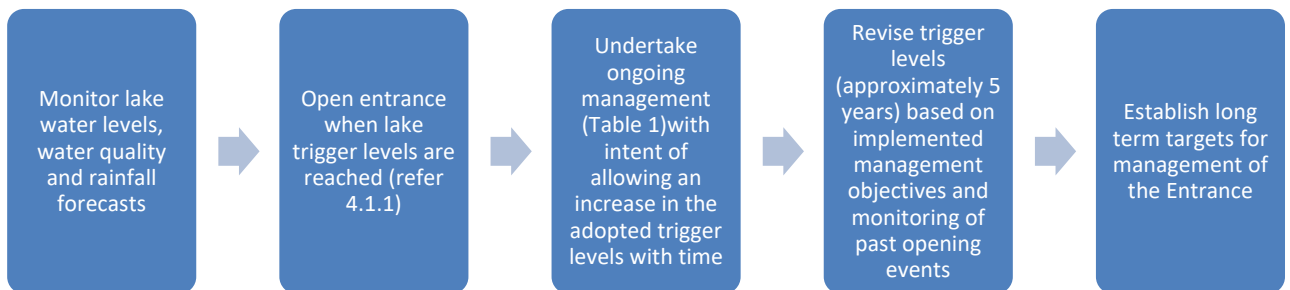 Monitor lake
water levels,
water quality
and rainfall
forecasts
Open entrance
when lake
trigger levels are
reached (refer
4.1.1)
Undertake
ongoing
management
(Table 1)with
intent of
allowing an
increase in the
adopted trigger
levels with time
Revise trigger
levels
(approximately 5
years) based on
implemented
management
objectives and
monitoring of
past opening
events
Establish long
term targets for
management of
the Entrance